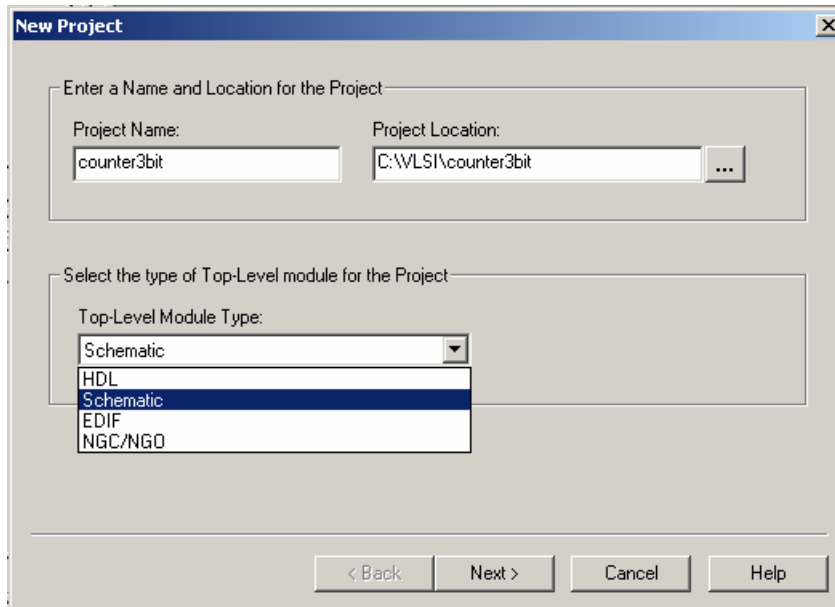 New Project
Enter a Name and Location for the Project
Project Name: Project Location:
counter3bit C:\VLSI\counter3bit ...
Select the type of Top-Level module for the Project
Top-Level Module Type:
Schematic
HDL
Schematic
EDIF
NGC/NGO
< Back Next > Cancel Help